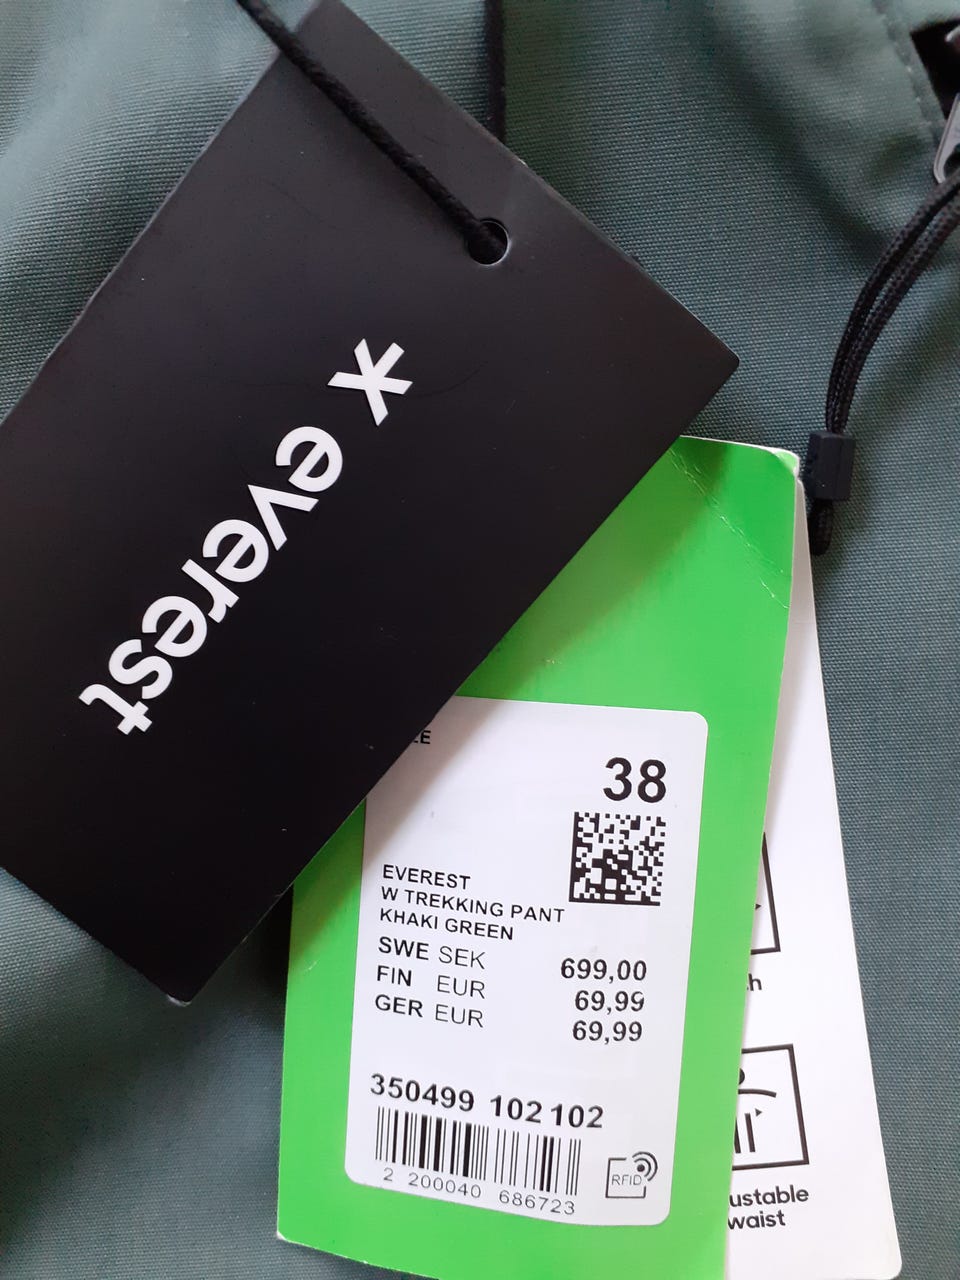 everest
38
EVEREST
W TREKKING PANT
KHAKI GREEN
SWE SEK 699,00
FIN EUR 69,99
GER EUR 69,99
350499 102 102
2 200040 686723
RFID
ustable
waist